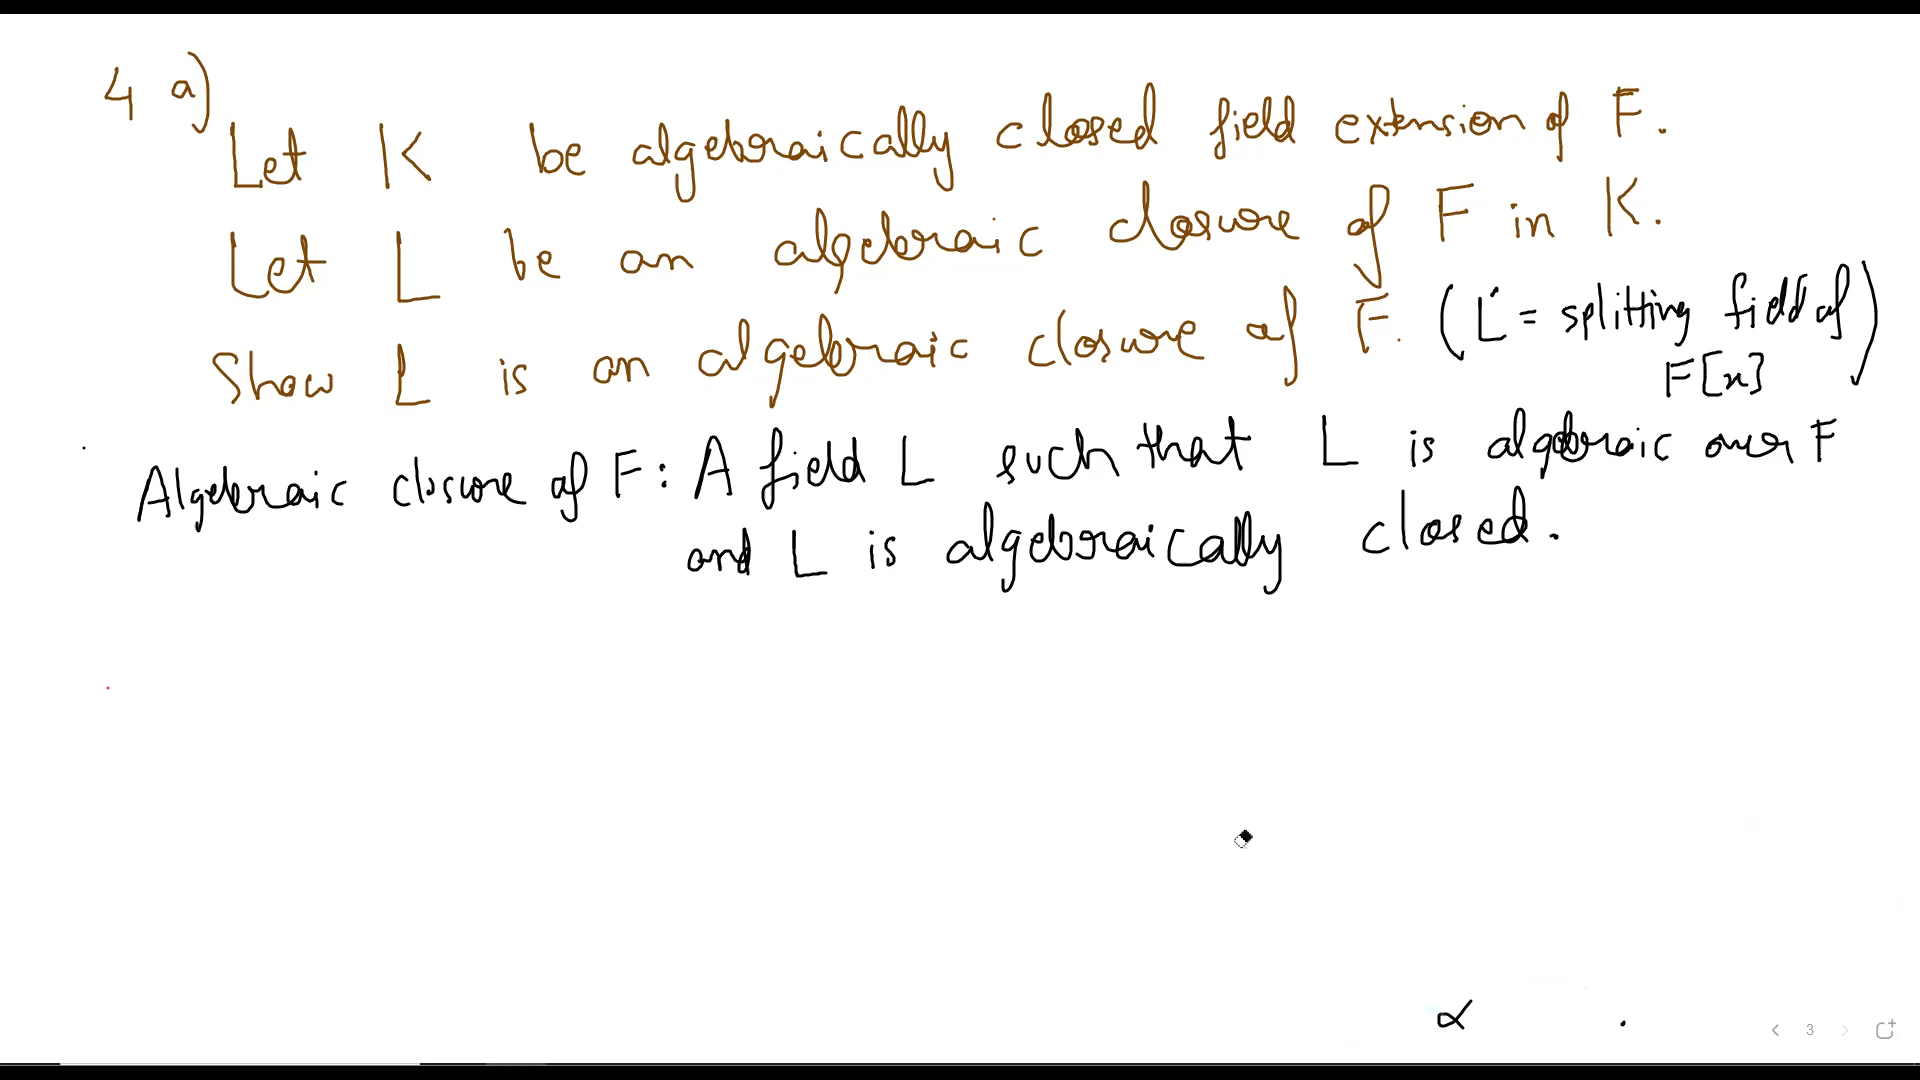 4 a)
Let K be algebraically closed field extension of F.
Let L be an algebraic closure of F in K.
Show L is an algebraic closure of F. (L = splitting field of
F[x])
Algebraic closure of F: A field L such that L is algebraic over F
and L is algebraically closed.
α .
3